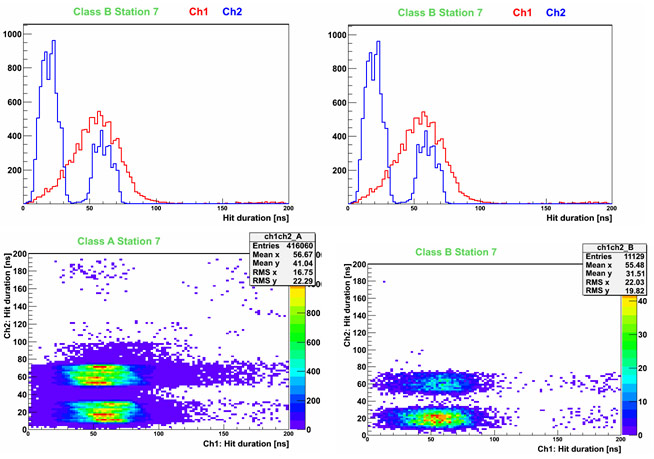 Class B Station 7 Ch1 Ch2
1000
800
600
400
200
0
0 50 100 150 200
Hit duration [ns]
Class B Station 7 Ch1 Ch2
1000
800
600
400
200
0
0 50 100 150 200
Hit duration [ns]
Class A Station 7
ch1ch2_A
Entries 416060
Mean x 56.67
Mean y 41.04
RMS x 16.75
RMS y 22.29
Ch2: Hit duration [ns]
200
180
160
140
120
100
80
60
40
20
0
0 50 100 150 200
Ch1: Hit duration [ns]
800
600
400
200
0
Class B Station 7
ch1ch2_B
Entries 11129
Mean x 55.48
Mean y 31.51
RMS x 22.03
RMS y 19.82
Ch2: Hit duration [ns]
200
180
160
140
120
100
80
60
40
20
0
0 50 100 150 200
Ch1: Hit duration [ns]
40
30
20
10
0